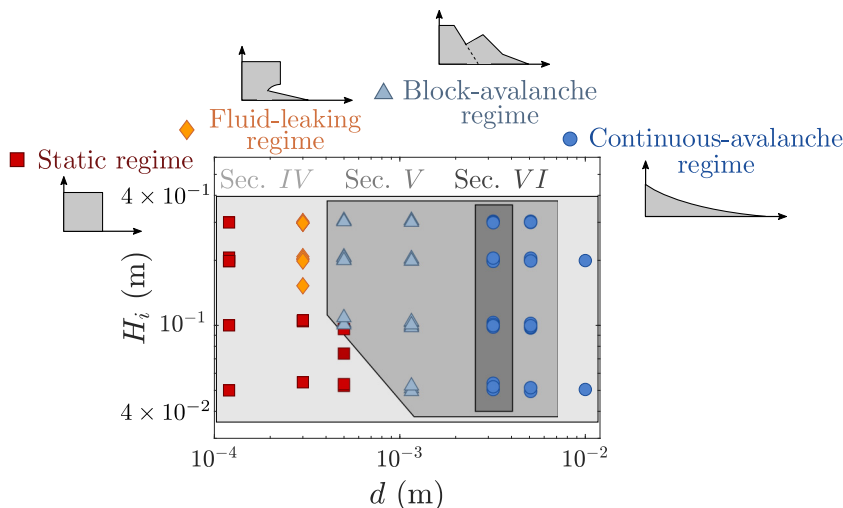 Block-avalanche
regime
Fluid-leaking
regime
Continuous-avalanche
regime
Static regime
Sec. IV Sec. V Sec. VI
4 × 10⁻¹
10⁻¹
4 × 10⁻²
H_i (m)
10⁻⁴ 10⁻³ 10⁻²
d (m)